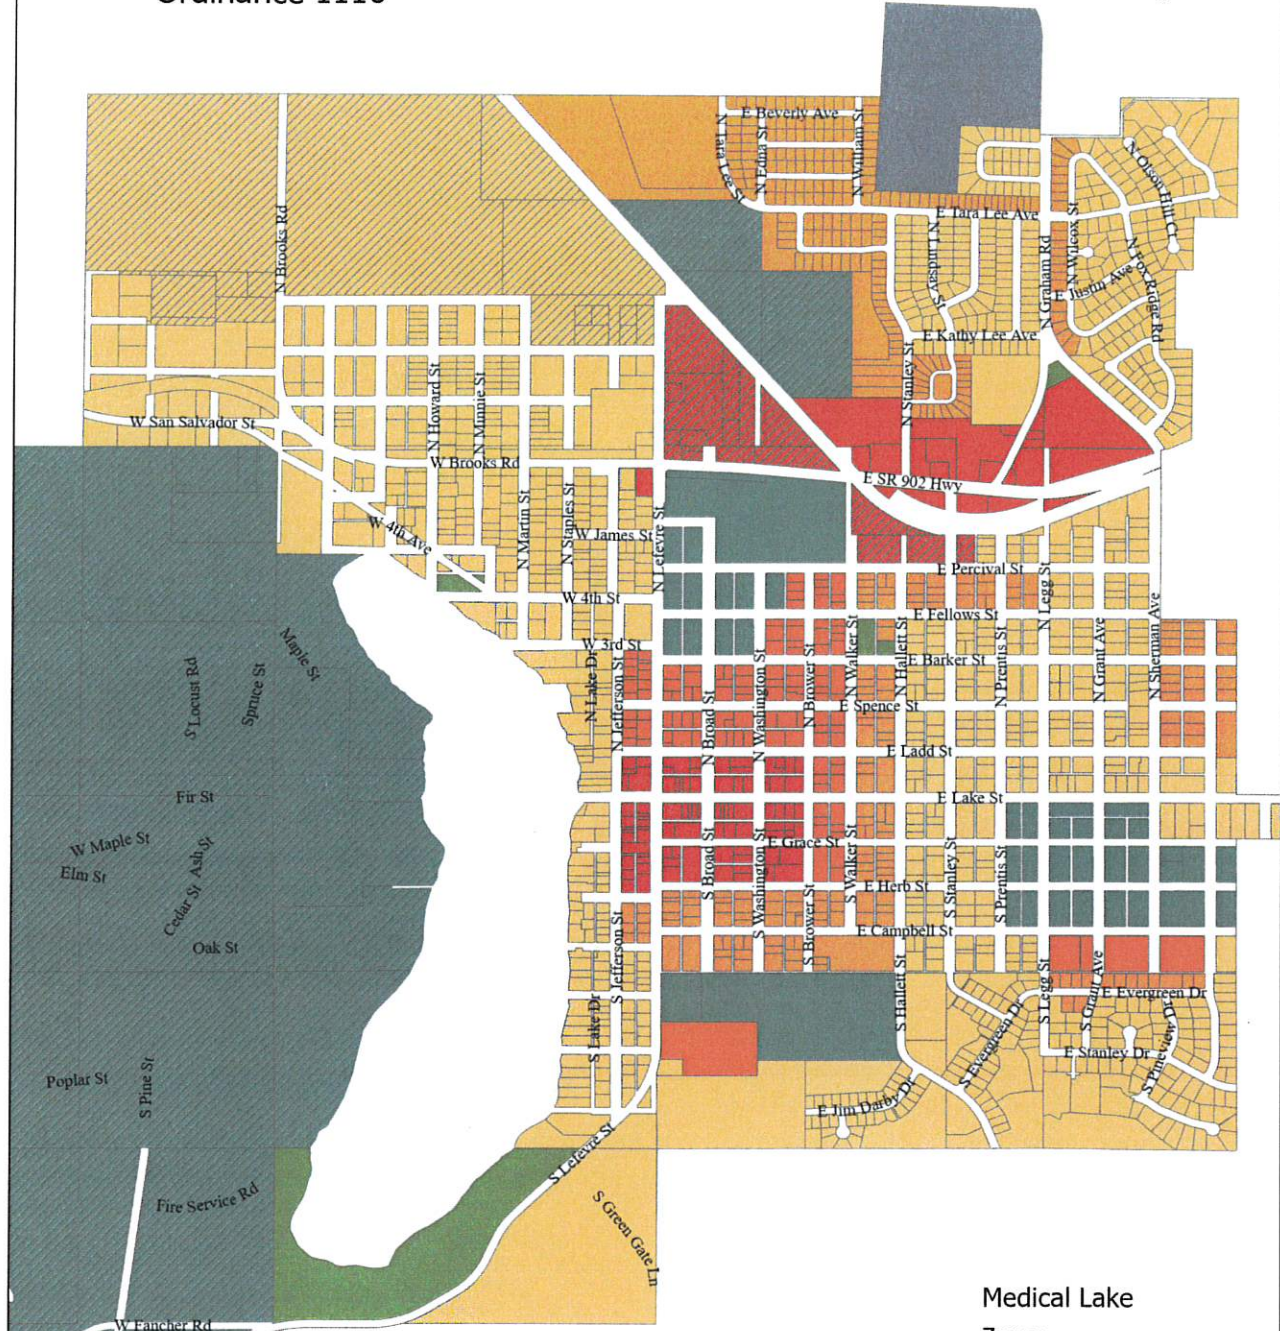 Ordinance 1110
E Beverly Ave
N Tara Lee St
N Edna St
N William St
N Olson Hill Ct
E Tara Lee Ave
N Brooks Rd
N Lindsay St
N Graham Rd
N Wilcox St
E Justin Ave
N Fox Ridge Rd
E Kathy Lee Ave
N Stanley St
N Howard St
N Minnie St
W San Salvador St
W Brooks Rd
E SR 902 Hwy
W 4th Ave
N Martin St
N Staples St
W James St
N Lefevre St
E Percival St
N Legg St
W 4th St
E Fellows St
W 3rd St
Maple St
S Locust Rd
Spruce St
N Lake Dr
N Jefferson St
N Broad St
N Washington St
N Brower St
N Walker St
N Hallett St
E Barker St
N Prentis St
N Grant Ave
N Sherman Ave
E Spence St
E Ladd St
Fir St
E Lake St
W Maple St
Ash St
E Grace St
Elm St
Cedar St
S Broad St
S Washington St
S Walker St
E Herb St
S Stanley St
S Prentis St
Oak St
S Jefferson St
S Brower St
E Campbell St
S Lake Dr
S Hallett St
S Legg St
S Grant Ave
E Evergreen Dr
S Evergreen Dr
E Stanley Dr
S Pineview Dr
Poplar St
S Pine St
E Jim Darby Dr
S Lefevre St
Fire Service Rd
S Green Gate Ln
Medical Lake
W Fancher Rd